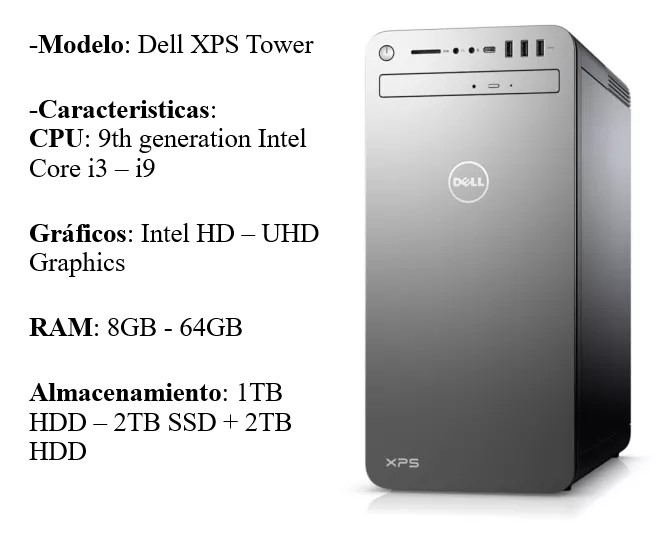 -Modelo: Dell XPS Tower
-Caracteristicas:
CPU: 9th generation Intel
Core i3 – i9
Gráficos: Intel HD – UHD
Graphics
RAM: 8GB - 64GB
Almacenamiento: 1TB
HDD – 2TB SSD + 2TB
HDD
DELL
XPS